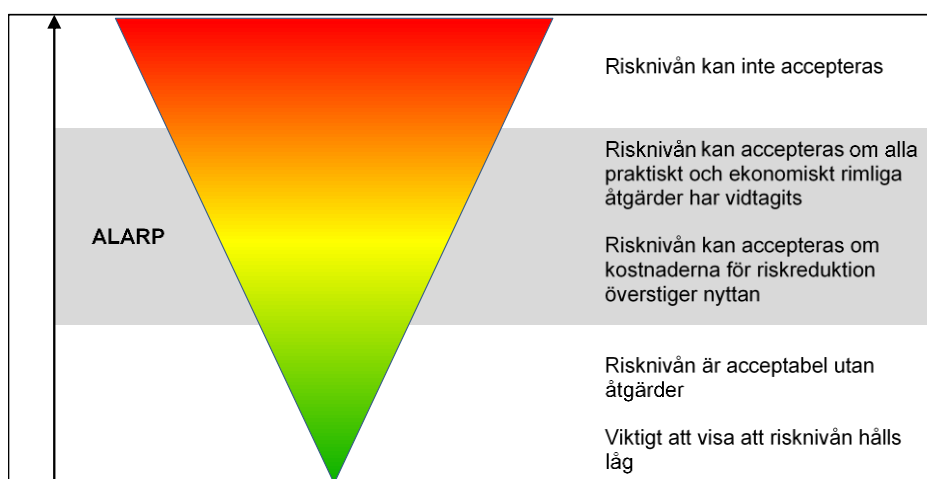 Risknivån kan inte accepteras
ALARP
Risknivån kan accepteras om alla
praktiskt och ekonomiskt rimliga
åtgärder har vidtagits
Risknivån kan accepteras om
kostnaderna för riskreduktion
överstiger nyttan
Risknivån är acceptabel utan
åtgärder
Viktigt att visa att risknivån hålls
låg